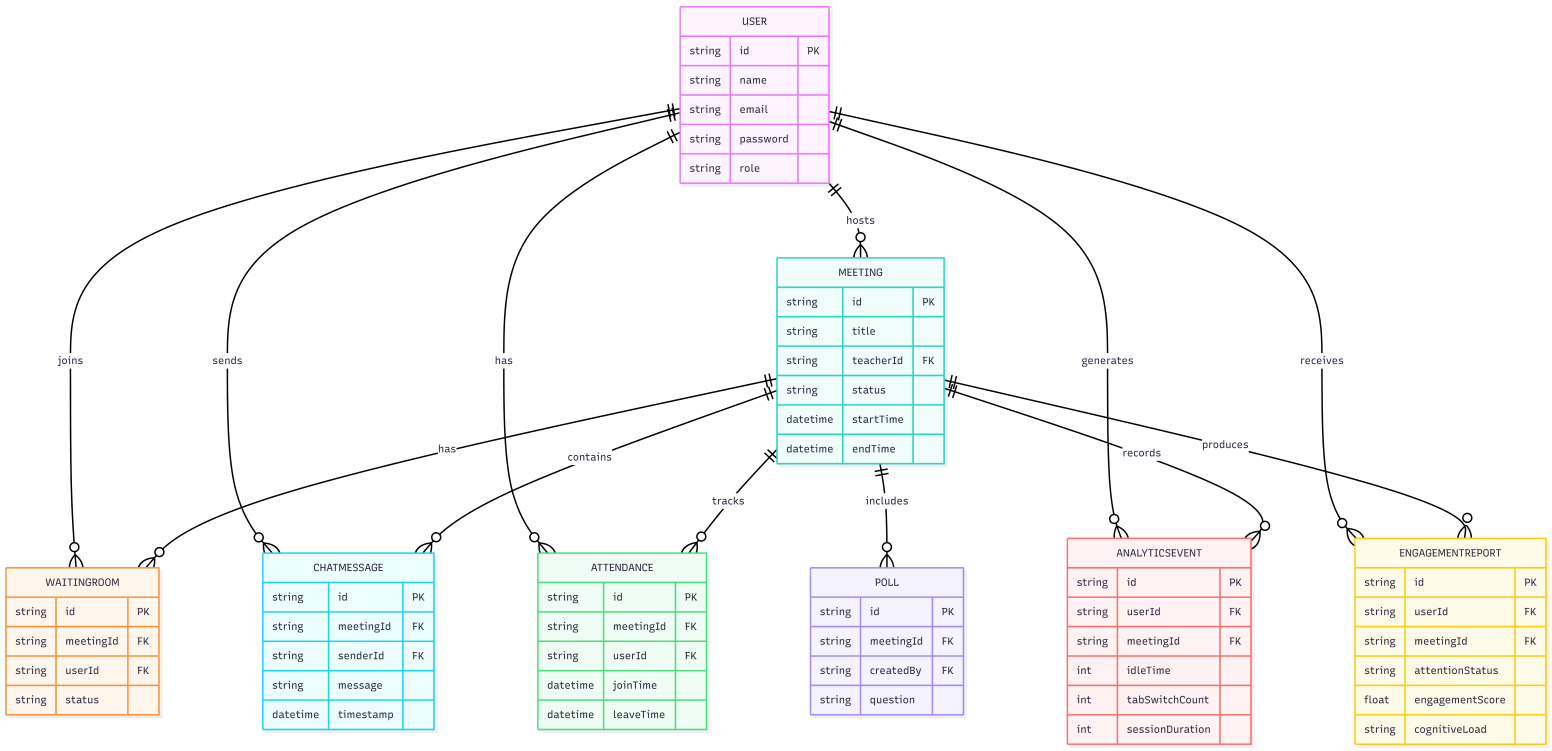 USER
string id PK
string name
string email
string password
string role
hosts
MEETING
string id PK
string title
string teacherId FK
string status
datetime startTime
datetime endTime
joins
sends
has
generates
receives
has
contains
tracks
includes
records
produces
WAITINGROOM
string id PK
string meetingId FK
string userId FK
string status
CHATMESSAGE
string id PK
string meetingId FK
string senderId FK
string message
datetime timestamp
ATTENDANCE
string id PK
string meetingId FK
string userId FK
datetime joinTime
datetime leaveTime
POLL
string id PK
string meetingId FK
string createdBy FK
string question
ANALYTICSEVENT
string id PK
string userId FK
string meetingId FK
int idleTime
int tabSwitchCount
int sessionDuration
ENGAGEMENTREPORT
string id PK
string userId FK
string meetingId FK
string attentionStatus
float engagementScore
string cognitiveLoad